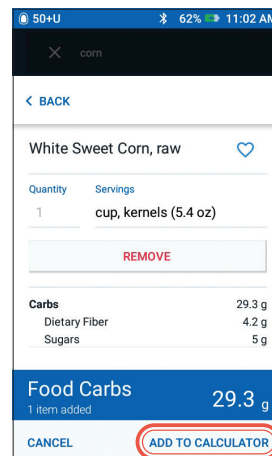 50+U 62% 11:02 AM
corn
BACK
White Sweet Corn, raw
Quantity Servings
1 cup, kernels (5.4 oz)
REMOVE
Carbs 29.3 g
Dietary Fiber 4.2 g
Sugars 5 g
Food Carbs 29.3 g
1 item added
CANCEL ADD TO CALCULATOR